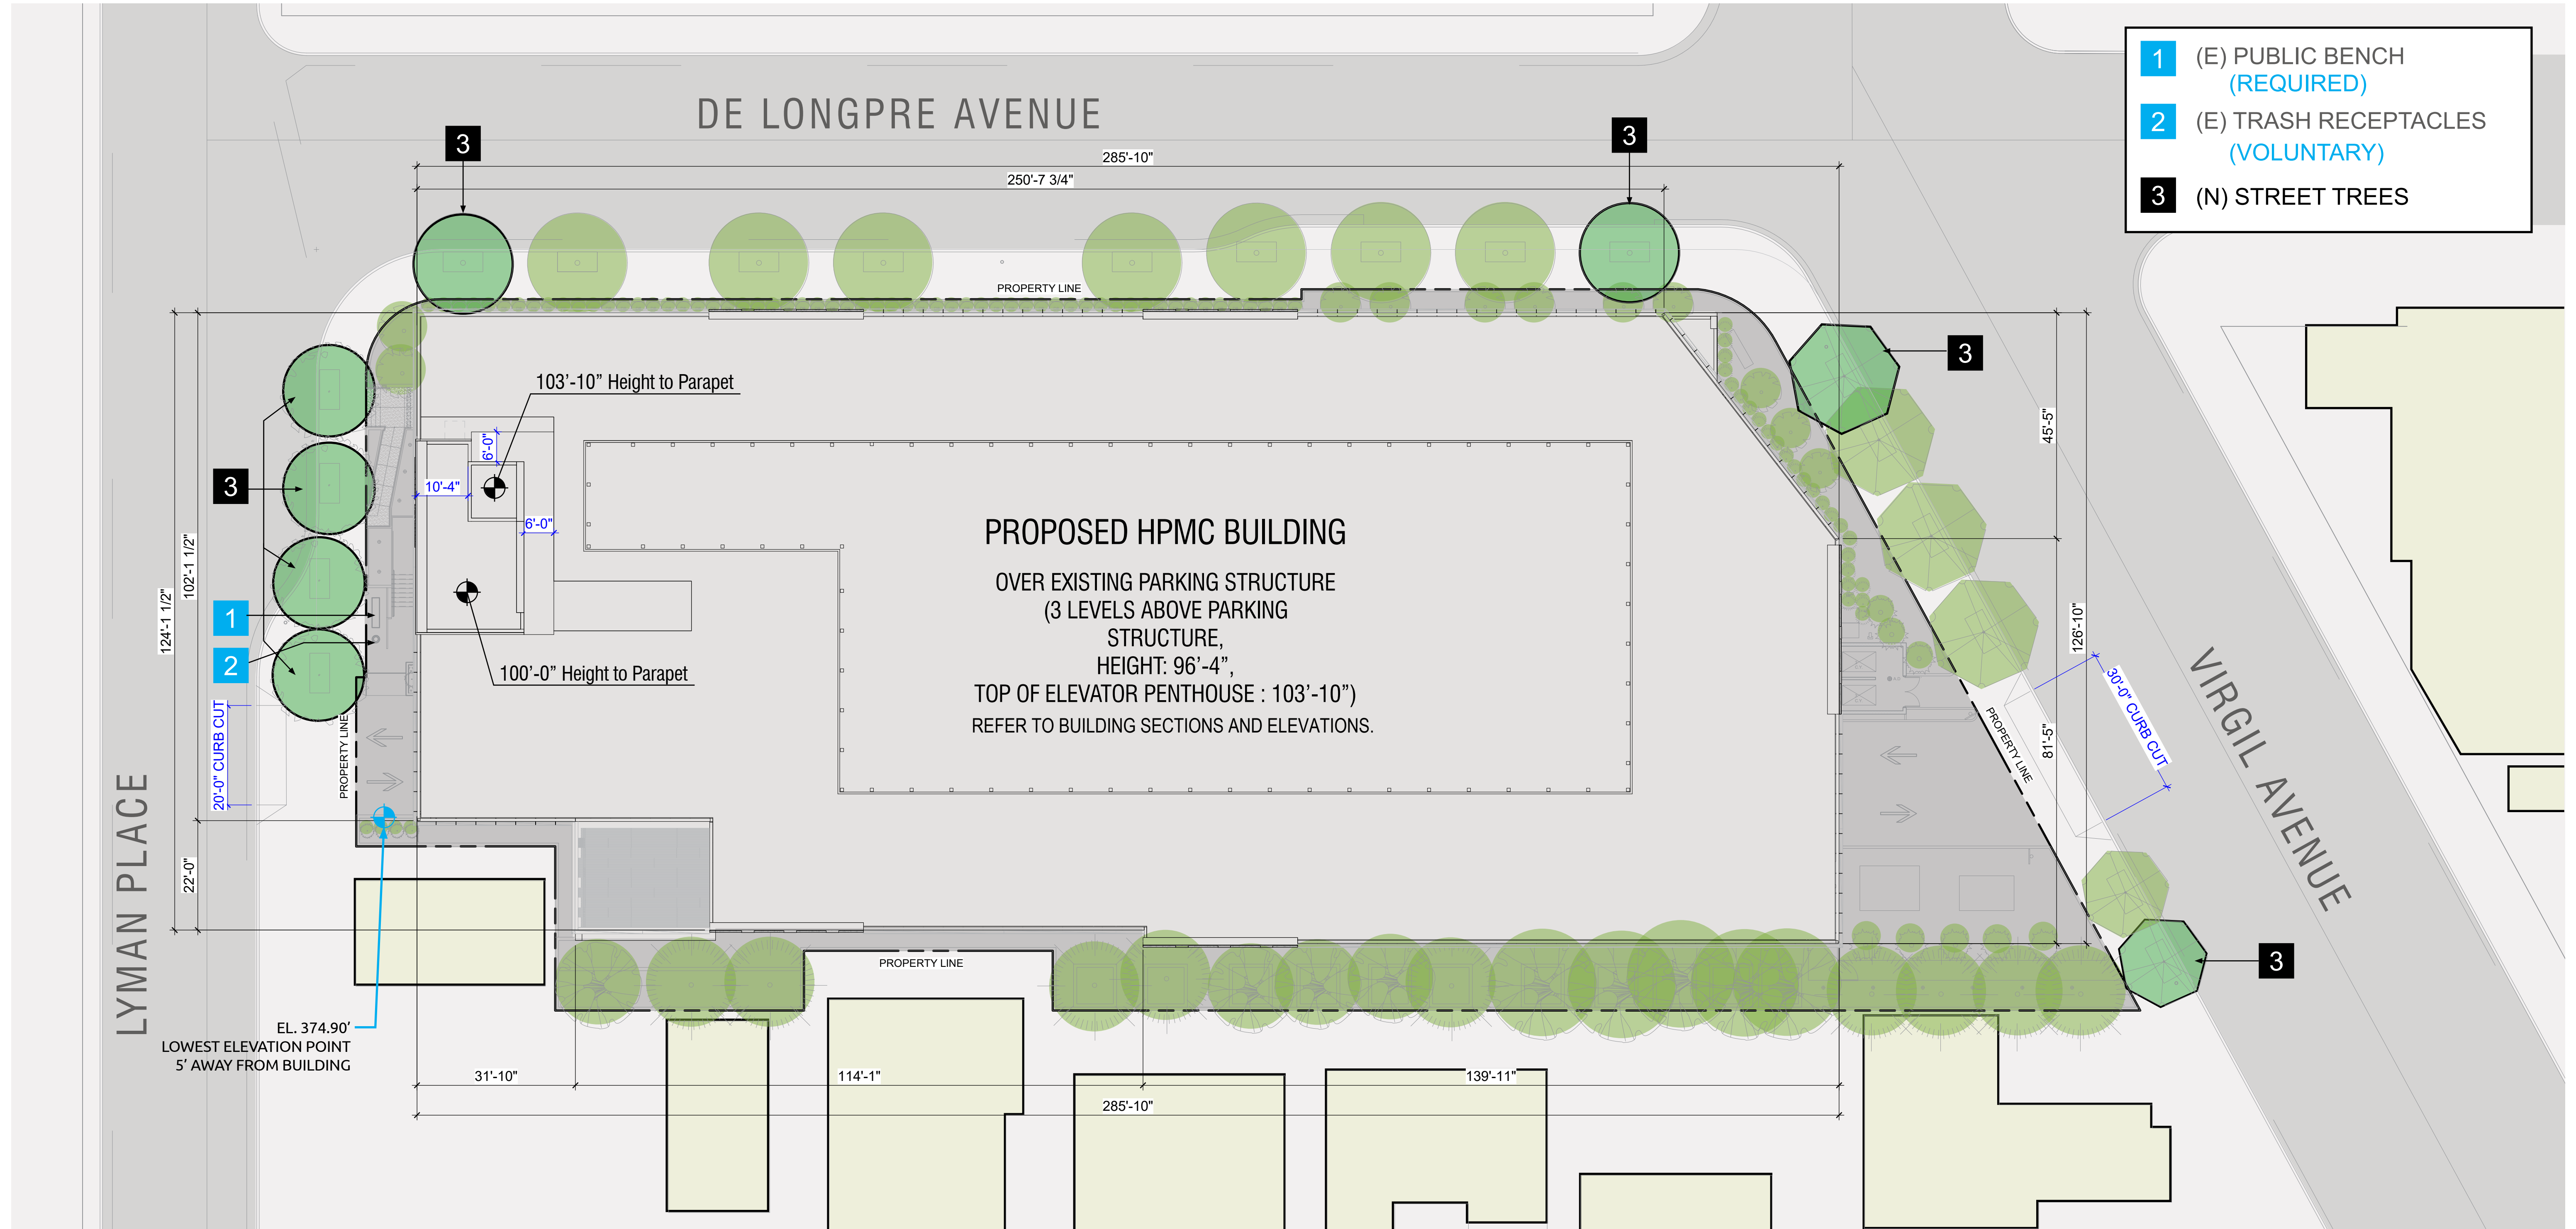 1 (E) PUBLIC BENCH
(REQUIRED)
2 (E) TRASH RECEPTACLES
(VOLUNTARY)
3 (N) STREET TREES
DE LONGPRE AVENUE
3
3
285'-10"
250'-7 3/4"
PROPERTY LINE
3
103'-10" Height to Parapet
6'-0"
10'-4"
6'-0"
3
45'-5"
PROPOSED HPMC BUILDING
OVER EXISTING PARKING STRUCTURE
(3 LEVELS ABOVE PARKING
STRUCTURE,
HEIGHT: 96'-4",
TOP OF ELEVATOR PENTHOUSE : 103'-10")
REFER TO BUILDING SECTIONS AND ELEVATIONS.
102'-1 1/2"
124'-1 1/2"
1
2
100'-0" Height to Parapet
126'-10"
81'-5"
30'-0" CURB CUT
PROPERTY LINE
VIRGIL AVENUE
20'-0" CURB CUT
PROPERTY LINE
LYMAN PLACE
22'-0"
PROPERTY LINE
3
EL. 374.90'
LOWEST ELEVATION POINT
5' AWAY FROM BUILDING
31'-10"
114'-1"
139'-11"
285'-10"